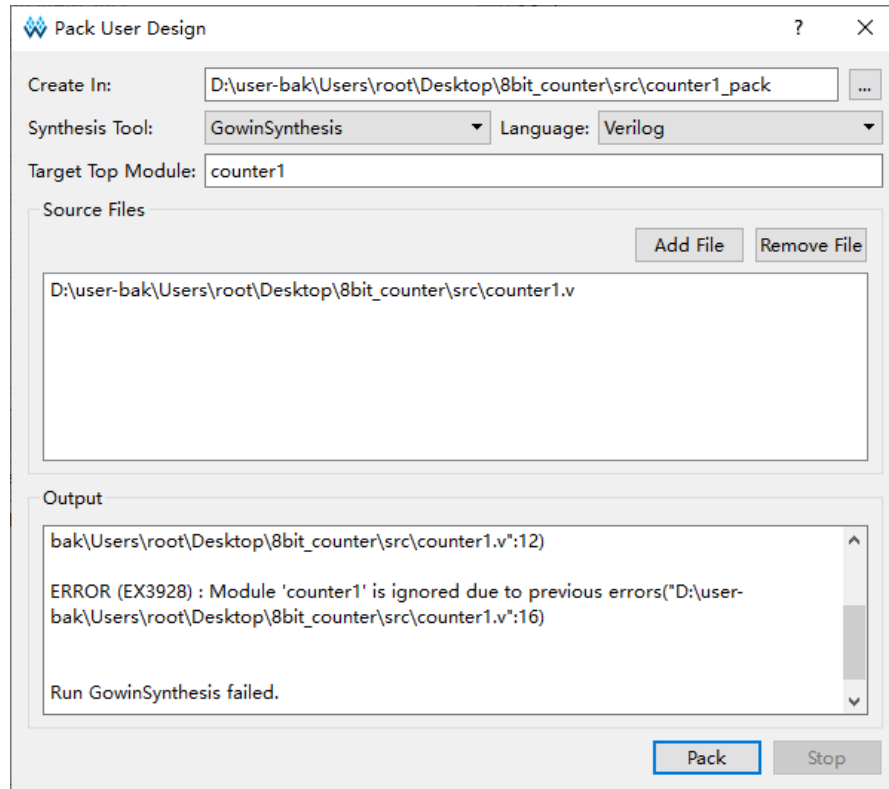 Pack User Design
Create In: D:\user-bak\Users\root\Desktop\8bit_counter\src\counter1_pack ...
Synthesis Tool: GowinSynthesis Language: Verilog
Target Top Module: counter1
Source Files
Add File Remove File
D:\user-bak\Users\root\Desktop\8bit_counter\src\counter1.v
Output
bak\Users\root\Desktop\8bit_counter\src\counter1.v":12)
ERROR (EX3928) : Module 'counter1' is ignored due to previous errors("D:\user-
bak\Users\root\Desktop\8bit_counter\src\counter1.v":16)
Run GowinSynthesis failed.
Pack Stop